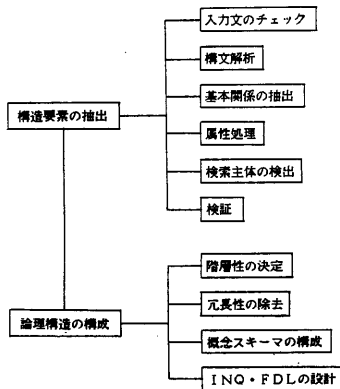 入力文のチェック
構文解析
基本関係の抽出
構造要素の抽出
属性処理
検索主体の検出
検証
階層性の決定
冗長性の除去
論理構造の構成
概念スキーマの構成
INQ・FDLの設計